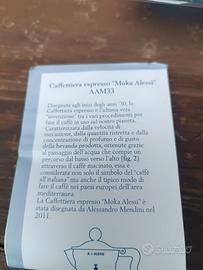 Caffettiera espresso "Moka Alessi"
AAM33
Disegnata agli inizi degli anni '30, la
Caffettiera espresso è l'ultima vera
"invenzione" tra i vari procedimenti per
fare il caffè in uso sul nostro pianeta.
Caratterizzata dalla velocità di
esecuzione, dalla quantità ristretta e dalla
concentrazione di profumo e di gusto
della bevanda prodotta, ottenute grazie
al passaggio dell'acqua che compie un
percorso dal basso verso l'alto (fig. 2)
attraverso il caffè macinato, essa è
considerata non solo il simbolo del "caffè
all'italiana" ma anche il tipico modo di
fare il caffè nei paesi europei dell'area
mediterranea.
La Caffettiera espresso "Moka Alessi" è
stata disegnata da Alessandro Mendini nel
2011.
subito